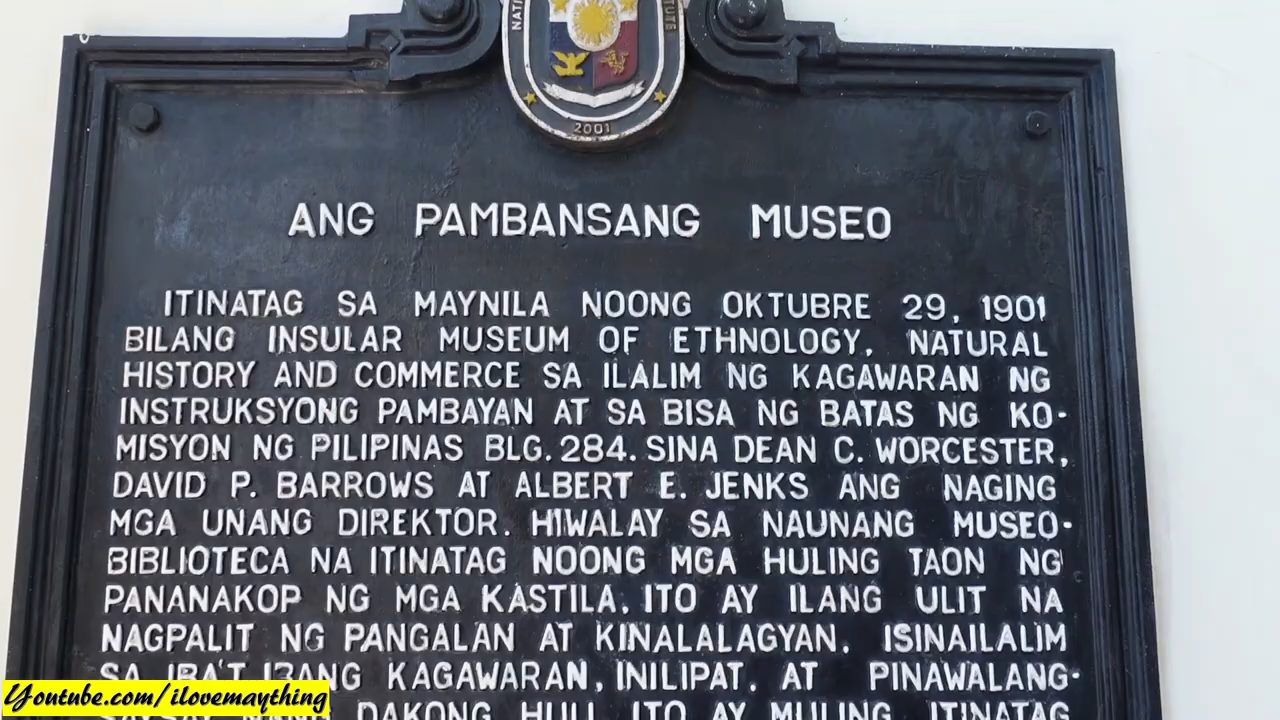 2001
ANG PAMBANSANG MUSEO
ITINATAG SA MAYNILA NOONG OKTUBRE 29, 1901
BILANG INSULAR MUSEUM OF ETHNOLOGY, NATURAL
HISTORY AND COMMERCE SA ILALIM NG KAGAWARAN NG
INSTRUKSYONG PAMBAYAN AT SA BISA NG BATAS NG KO-
MISYON NG PILIPINAS BLG. 284. SINA DEAN C. WORCESTER,
DAVID P. BARROWS AT ALBERT E. JENKS ANG NAGING
MGA UNANG DIREKTOR. HIWALAY SA NAUNANG MUSEO-
BIBLIOTECA NA ITINATAG NOONG MGA HULING TAON NG
PANANAKOP NG MGA KASTILA, ITO AY ILANG ULIT NA
NAGPALIT NG PANGALAN AT KINALALAGYAN. ISINAILALIM
SA IBA'T IBANG KAGAWARAN, INILIPAT, AT PINAWALANG-
DAKONG HULI. ITO AY MULING ITINATAG
Youtube.com/ilovemaything